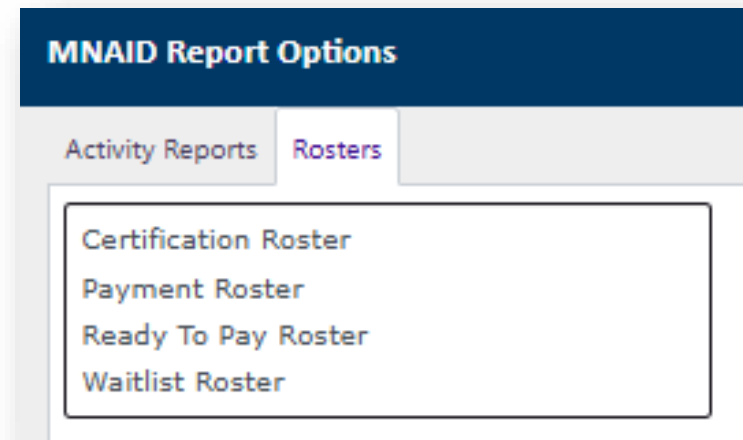 MNAID Report Options
Activity Reports Rosters
Certification Roster
Payment Roster
Ready To Pay Roster
Waitlist Roster